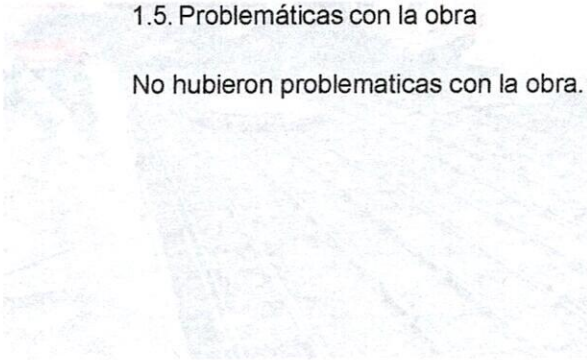 1.5. Problemáticas con la obra
No hubieron problematicas con la obra.